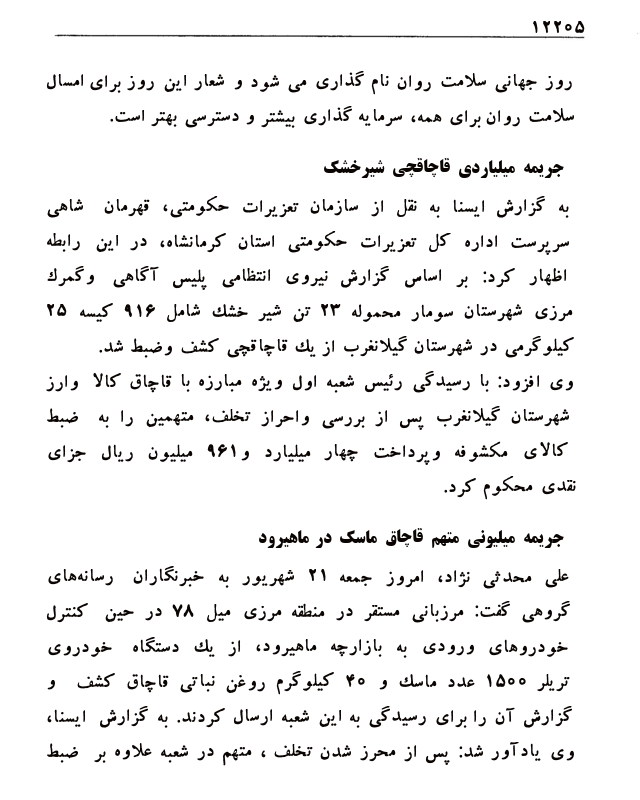 ۱۲۲۰۵
روز جهانی سلامت روان نام گذاری می شود و شعار این روز برای امسال
سلامت روان برای همه، سرمایه گذاری بیشتر و دسترسی بهتر است.
جریمه میلیاردی قاچاقچی شیرخشک
به گزارش ایسنا به نقل از سازمان تعزیرات حکومتی، قهرمان شاهی
سرپرست اداره کل تعزیرات حکومتی استان کرمانشاه، در این رابطه
اظهار کرد: بر اساس گزارش نیروی انتظامی پلیس آگاهی وگمرك
مرزی شهرستان سومار محموله ۲۳ تن شیر خشك شامل ۹۱۶ کیسه ۲۵
کیلوگرمی در شهرستان گیلانغرب از يك قاچاقچی کشف وضبط شد.
وی افزود: با رسیدگی رئیس شعبه اول ویژه مبارزه با قاچاق کالا وارز
شهرستان گیلانغرب پس از بررسی واحراز تخلف، متهمین را به ضبط
کالای مکشوفه وپرداخت چهار میلیارد و۹۶۱ میلیون ریال جزای
نقدی محکوم کرد.
جریمه میلیونی متهم قاچاق ماسک در ماهیرود
علی محدثی نژاد، امروز جمعه ۲۱ شهریور به خبرنگاران رسانه‌های
گروهی گفت: مرزبانی مستقر در منطقه مرزی میل ۷۸ در حین کنترل
خودروهای ورودی به بازارچه ماهیرود، از يك دستگاه خودروی
تریلر ۱۵۰۰ عدد ماسك و ۴۰ کیلوگرم روغن نباتی قاچاق کشف و
گزارش آن را برای رسیدگی به این شعبه ارسال کردند. به گزارش ایسنا،
وی یادآور شد: پس از محرز شدن تخلف ، متهم در شعبه علاوه بر ضبط